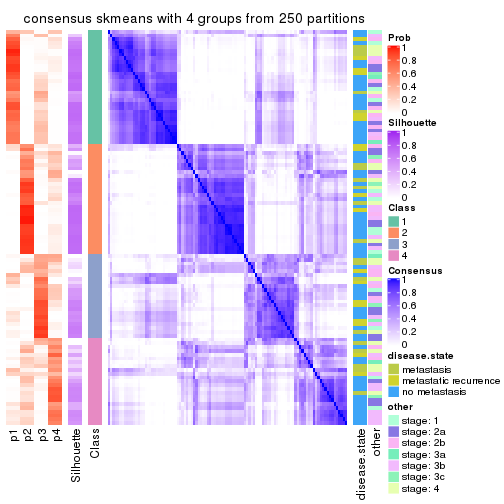 consensus skmeans with 4 groups from 250 partitions
p1
p2
p3
p4
Silhouette
Class
disease.state
other
Prob
1
0.8
0.6
0.4
0.2
0
Silhouette
1
0.8
0.6
0.4
0.2
0
Class
1
2
3
4
Consensus
1
0.8
0.6
0.4
0.2
0
disease.state
metastasis
metastatic recurrence
no metastasis
other
stage: 1
stage: 2a
stage: 2b
stage: 3a
stage: 3b
stage: 3c
stage: 4